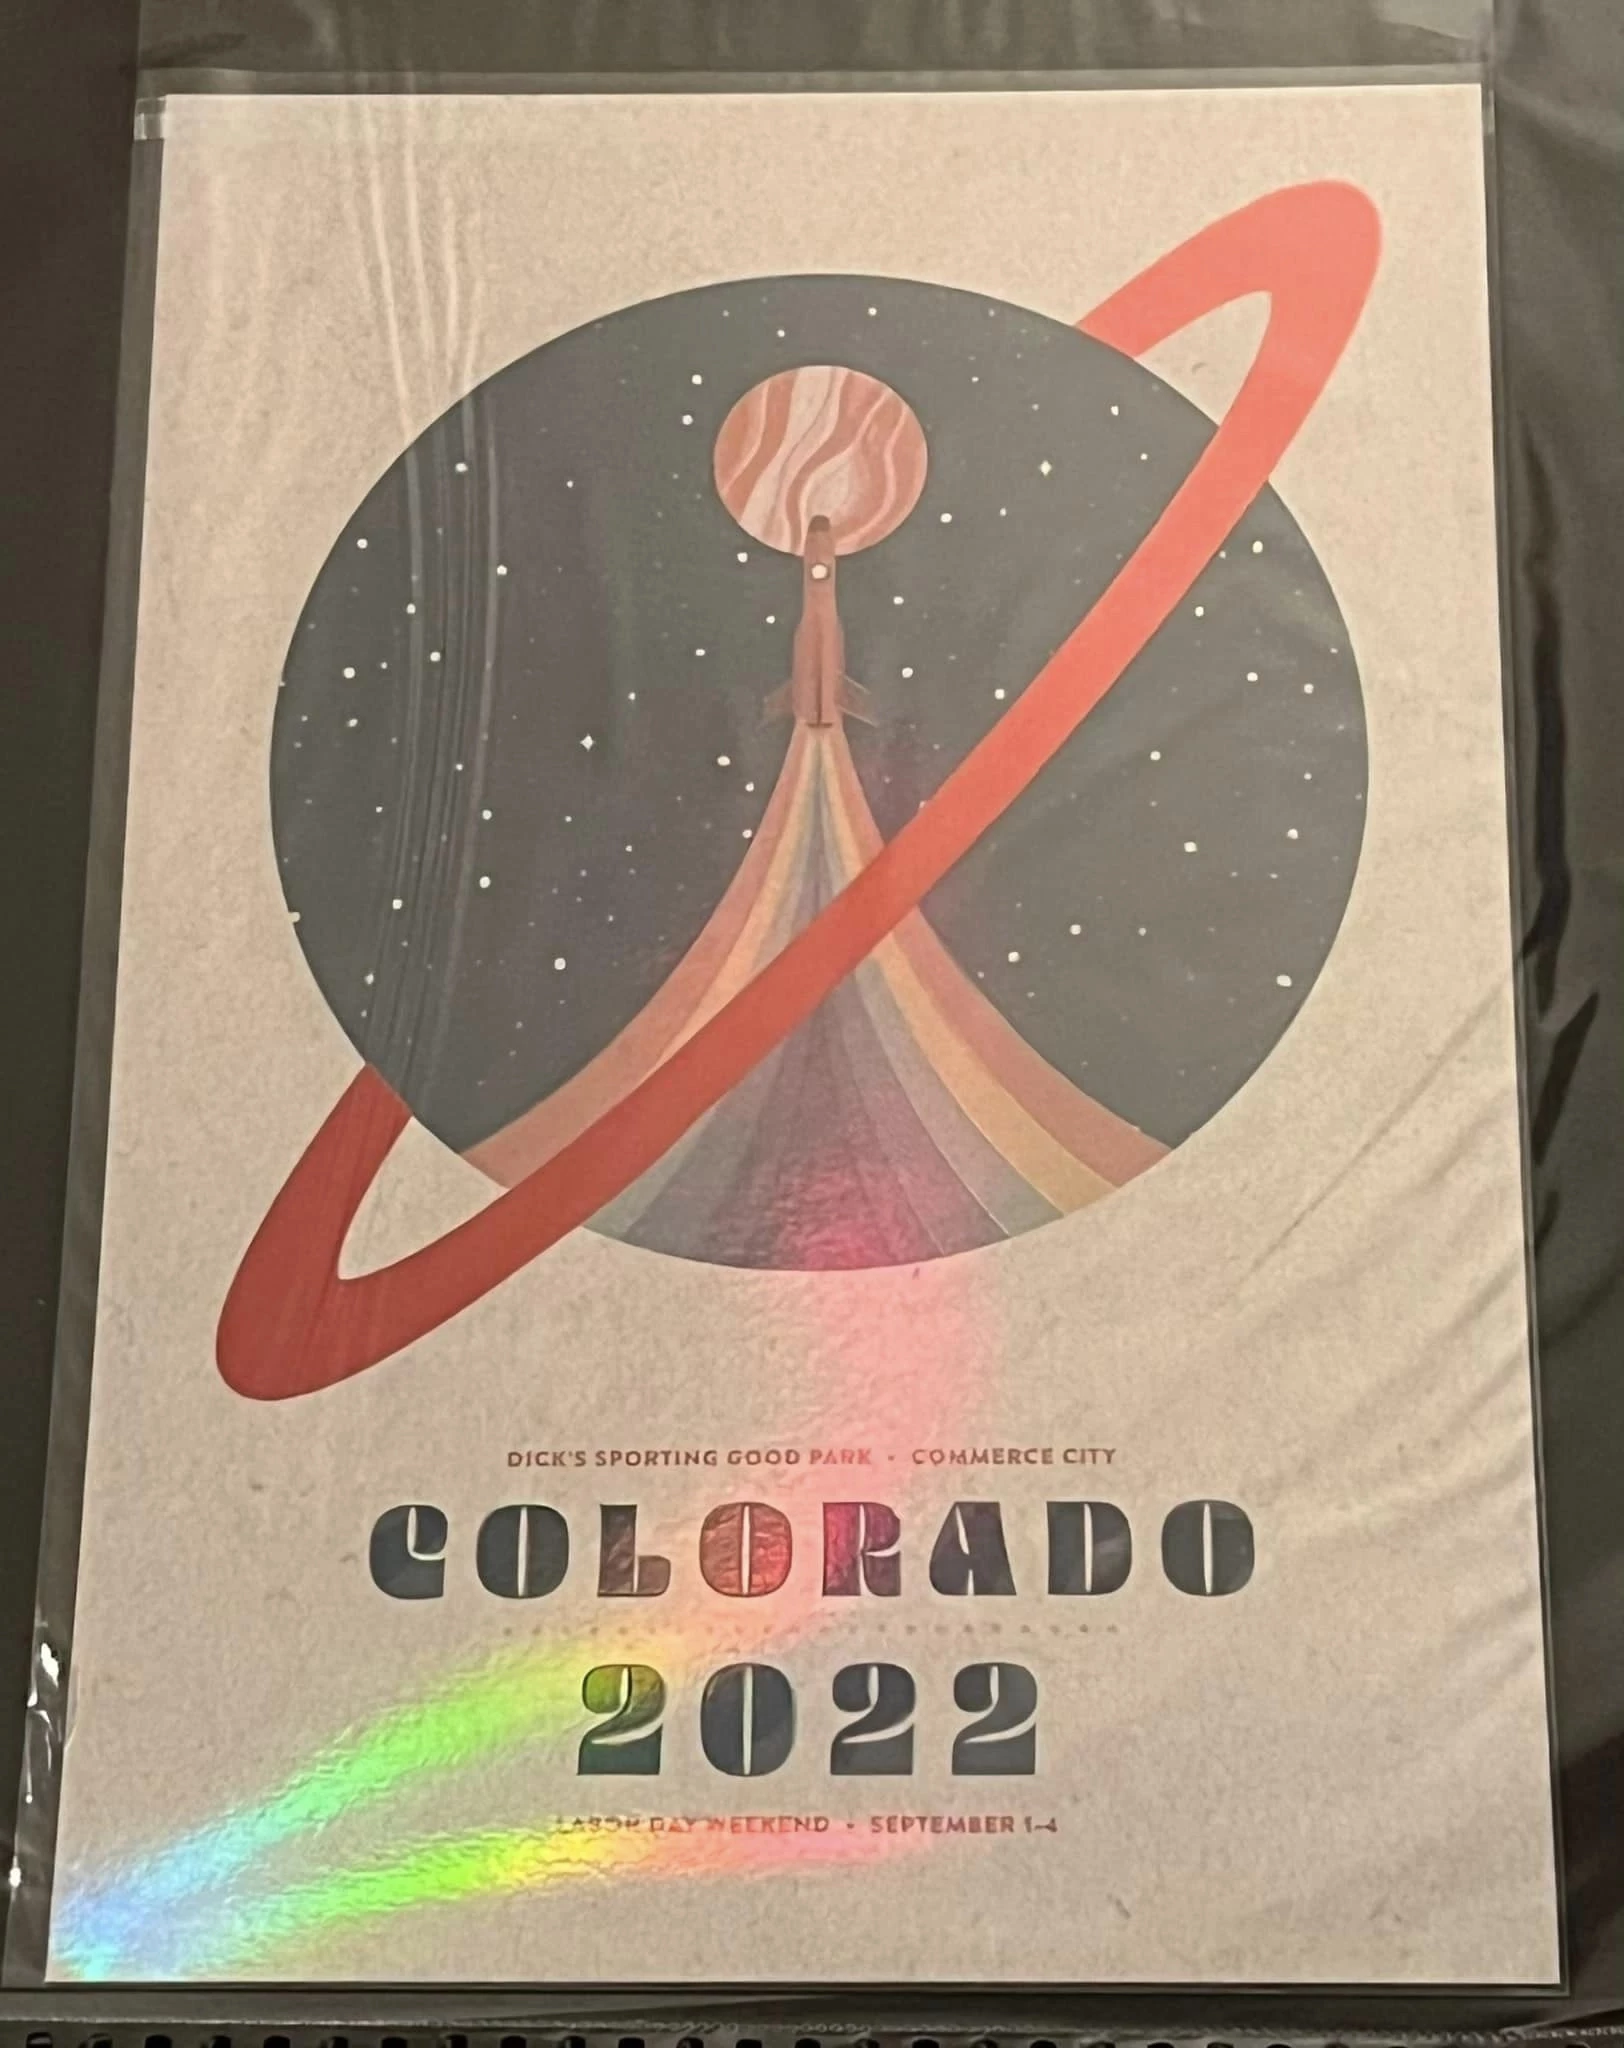 DICK'S SPORTING GOOD PARK • COMMERCE CITY
COLORADO
2022
LABOR DAY WEEKEND • SEPTEMBER 1-4